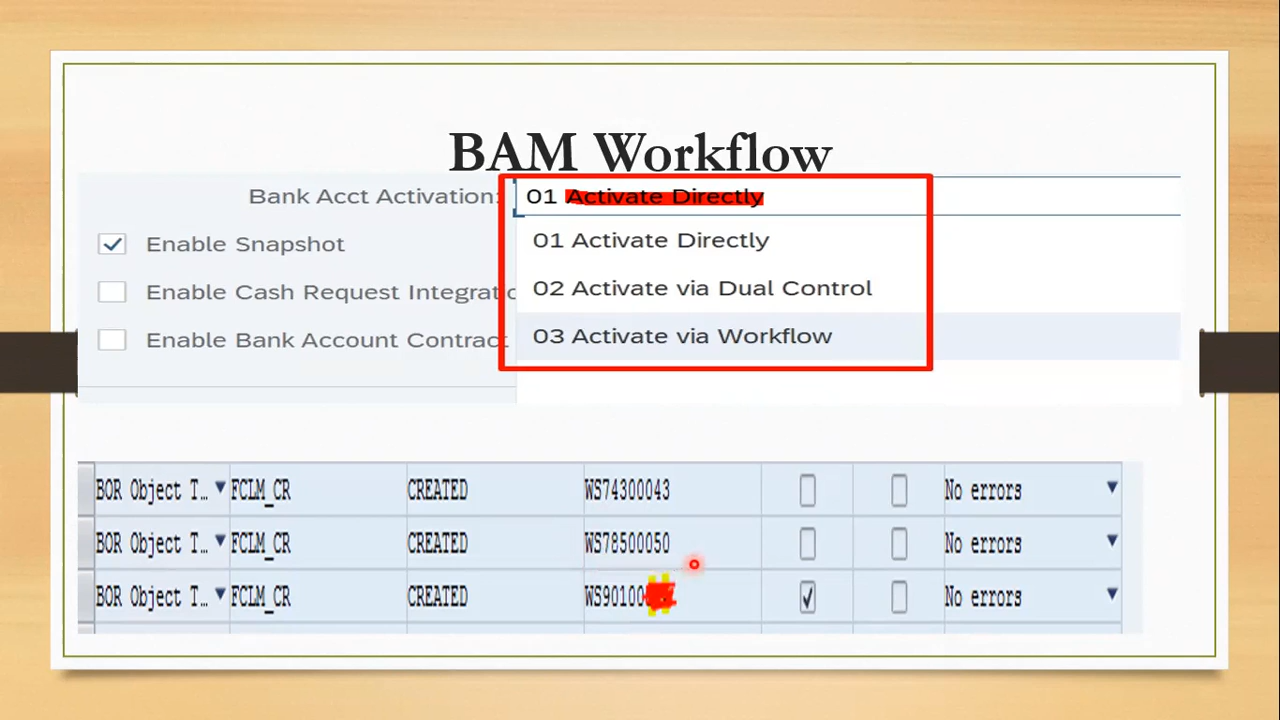 BAM Workflow
Bank Acct Activation: 01 Activate Directly
Enable Snapshot 01 Activate Directly
Enable Cash Request Integratio 02 Activate via Dual Control
Enable Bank Account Contract 03 Activate via Workflow
BOR Object T… FCLM_CR CREATED WS74300043 No errors
BOR Object T… FCLM_CR CREATED WS78500050 No errors
BOR Object T… FCLM_CR CREATED No errors